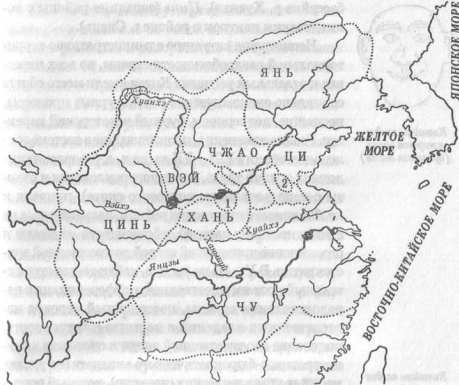 ЯНЬ
ЯПОНСКОЕ МОРЕ
Хуанхэ
ЧЖАО
ЦИ
ЖЕЛТОЕ
МОРЕ
ВЭЙ
2
Вэйхэ
1
ЦИНЬ
ХАНЬ
Хуайхэ
Янцзы
ЧУ
ВОСТОЧНО-КИТАЙСКОЕ МОРЕ